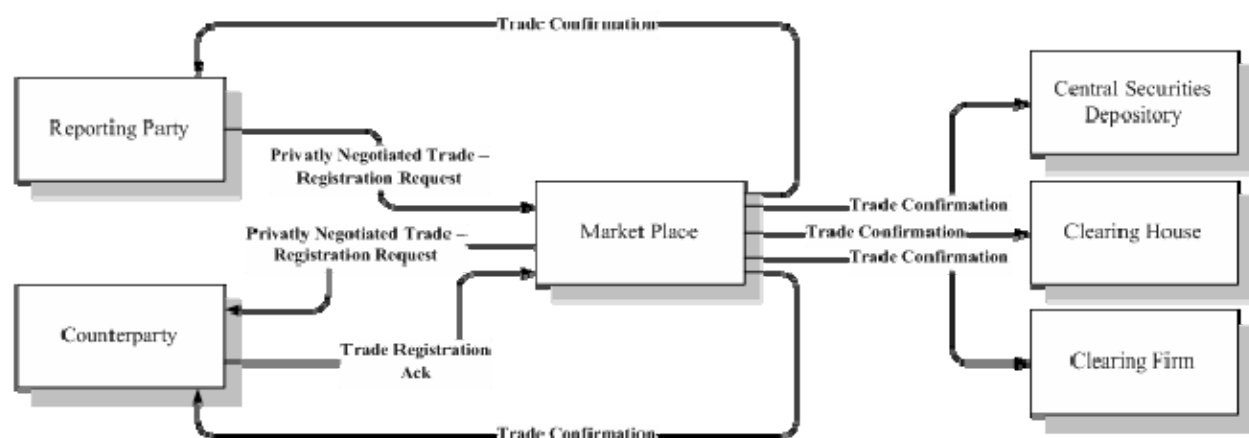 Trade Confirmation
Reporting Party
Privatly Negotiated Trade –
Registration Request
Central Securities
Depository
Market Place
Trade Confirmation
Trade Confirmation
Trade Confirmation
Clearing House
Privatly Negotiated Trade –
Registration Request
Counterparty
Trade Registration
Ack
Clearing Firm
Trade Confirmation